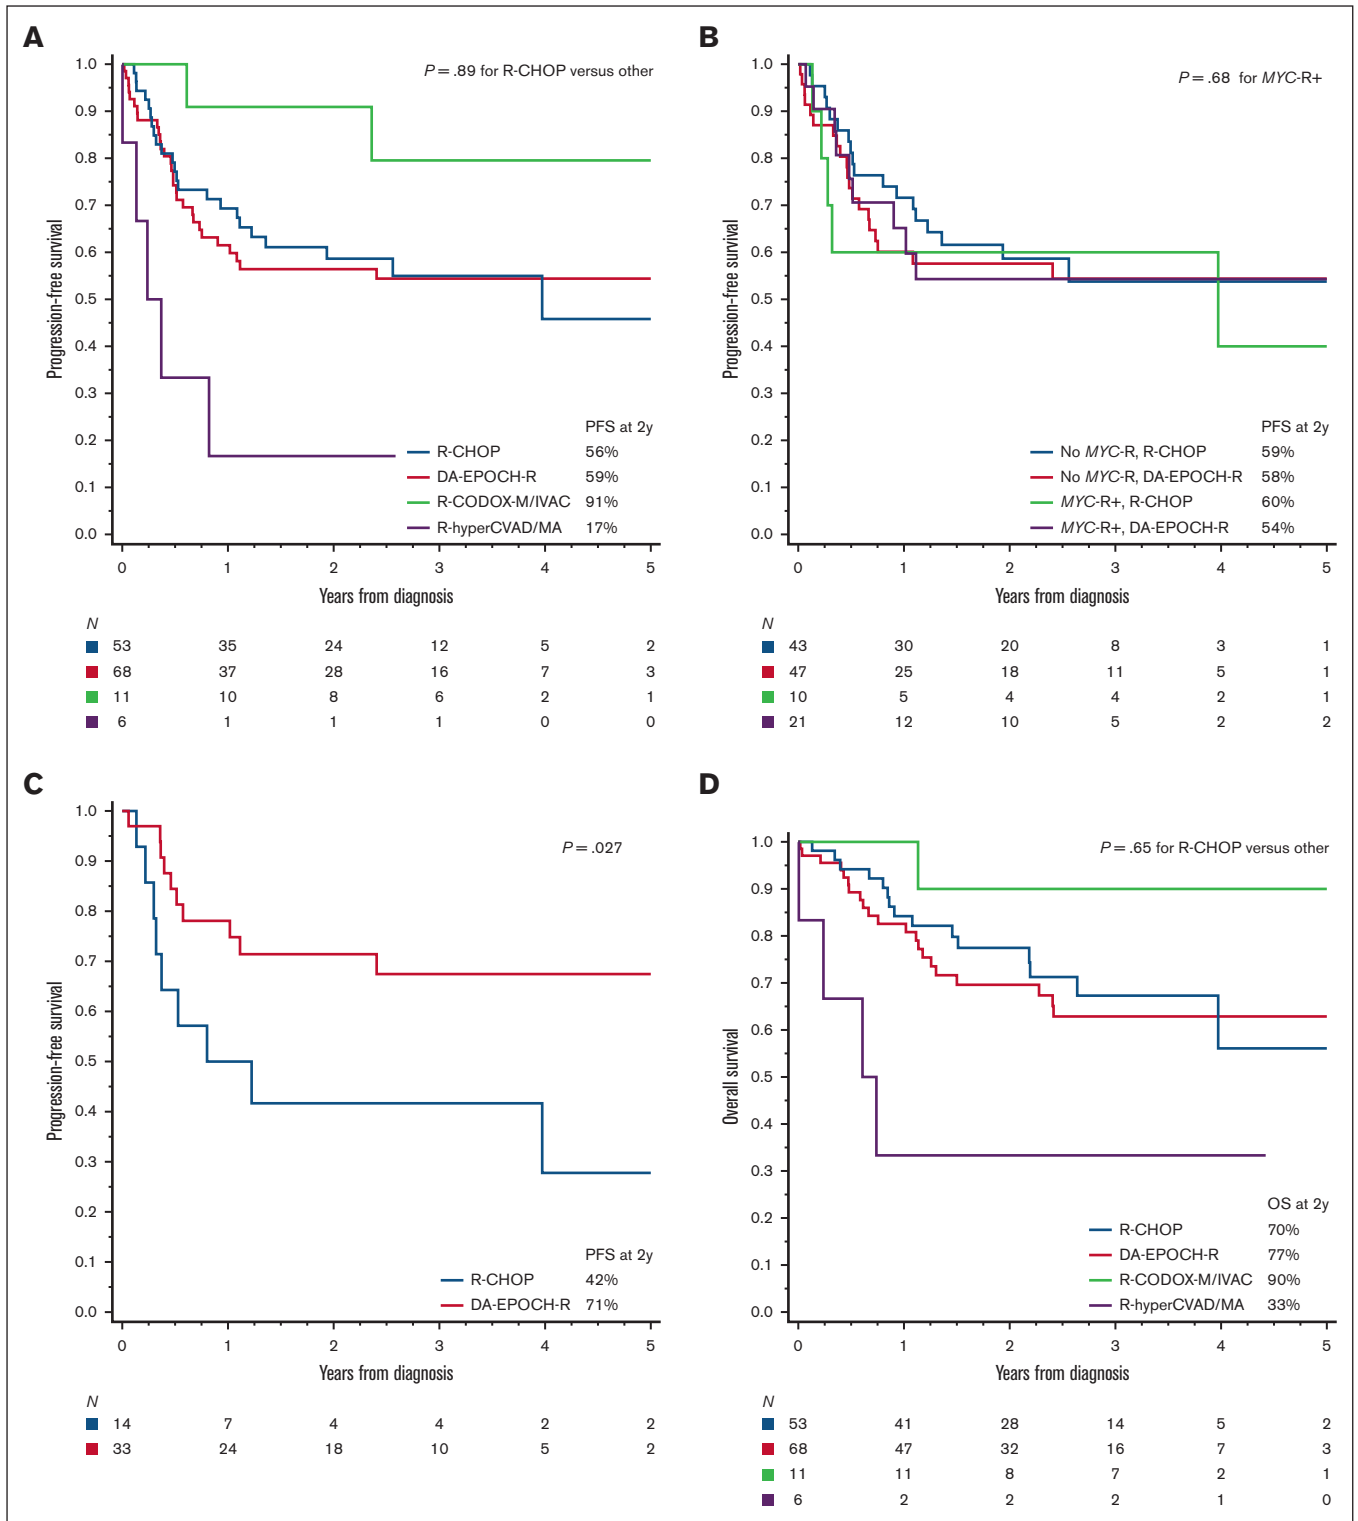 A
P = .89 for R-CHOP versus other
Progression-free survival
1.0
0.9
0.8
0.7
0.6
0.5
0.4
0.3
0.2
0.1
0.0
PFS at 2y
R-CHOP 56%
DA-EPOCH-R 59%
R-CODOX-M/IVAC 91%
R-hyperCVAD/MA 17%
0 1 2 3 4 5
Years from diagnosis
N
53 35 24 12 5 2
68 37 28 16 7 3
11 10 8 6 2 1
6 1 1 1 0 0
B
P = .68 for MYC-R+
Progression-free survival
1.0
0.9
0.8
0.7
0.6
0.5
0.4
0.3
0.2
0.1
0.0
PFS at 2y
No MYC-R, R-CHOP 59%
No MYC-R, DA-EPOCH-R 58%
MYC-R+, R-CHOP 60%
MYC-R+, DA-EPOCH-R 54%
0 1 2 3 4 5
Years from diagnosis
43 30 20 8 3 1
47 25 18 11 5 1
10 5 4 4 2 1
21 12 10 5 2 2
C
P = .027
Progression-free survival
1.0
0.9
0.8
0.7
0.6
0.5
0.4
0.3
0.2
0.1
0.0
PFS at 2y
R-CHOP 42%
DA-EPOCH-R 71%
0 1 2 3 4 5
Years from diagnosis
N
14 7 4 4 2 2
33 24 18 10 5 2
D
P = .65 for R-CHOP versus other
Overall survival
1.0
0.9
0.8
0.7
0.6
0.5
0.4
0.3
0.2
0.1
0.0
OS at 2y
R-CHOP 70%
DA-EPOCH-R 77%
R-CODOX-M/IVAC 90%
R-hyperCVAD/MA 33%
0 1 2 3 4 5
Years from diagnosis
N
53 41 28 14 5 2
68 47 32 16 7 3
11 11 8 7 2 1
6 2 2 2 1 0